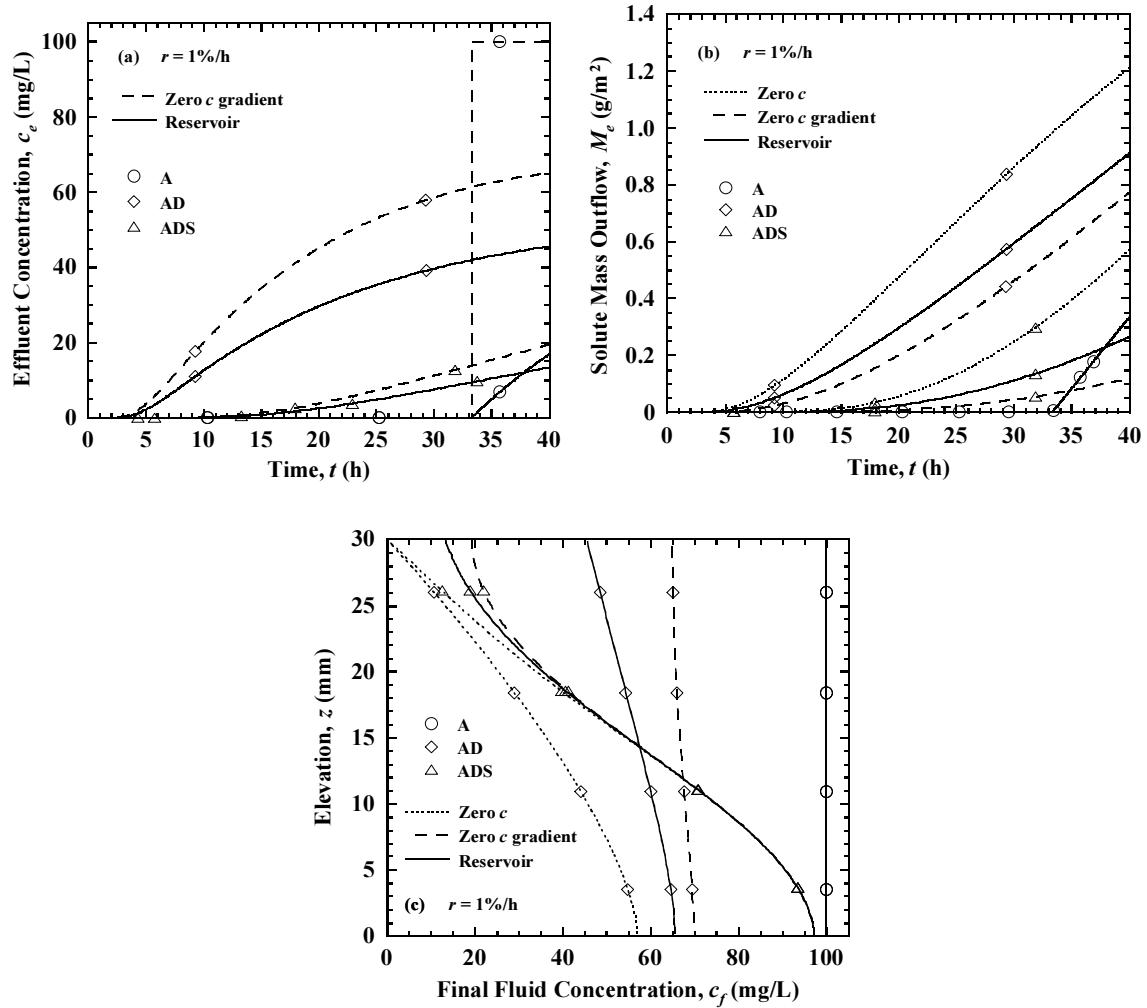 (a) r = 1%/h
Zero c gradient
Reservoir
A
AD
ADS
Effluent Concentration, c_e (mg/L)
100
80
60
40
20
0
0 5 10 15 20 25 30 35 40
Time, t (h)
(b) r = 1%/h
Zero c
Zero c gradient
Reservoir
A
AD
ADS
Solute Mass Outflow, M_e (g/m²)
1.4
1.2
1.0
0.8
0.6
0.4
0.2
0
0 5 10 15 20 25 30 35 40
Time, t (h)
Elevation, z (mm)
30
25
20
15
10
5
0
A
AD
ADS
Zero c
Zero c gradient
Reservoir
(c) r = 1%/h
0 20 40 60 80 100
Final Fluid Concentration, c_f (mg/L)